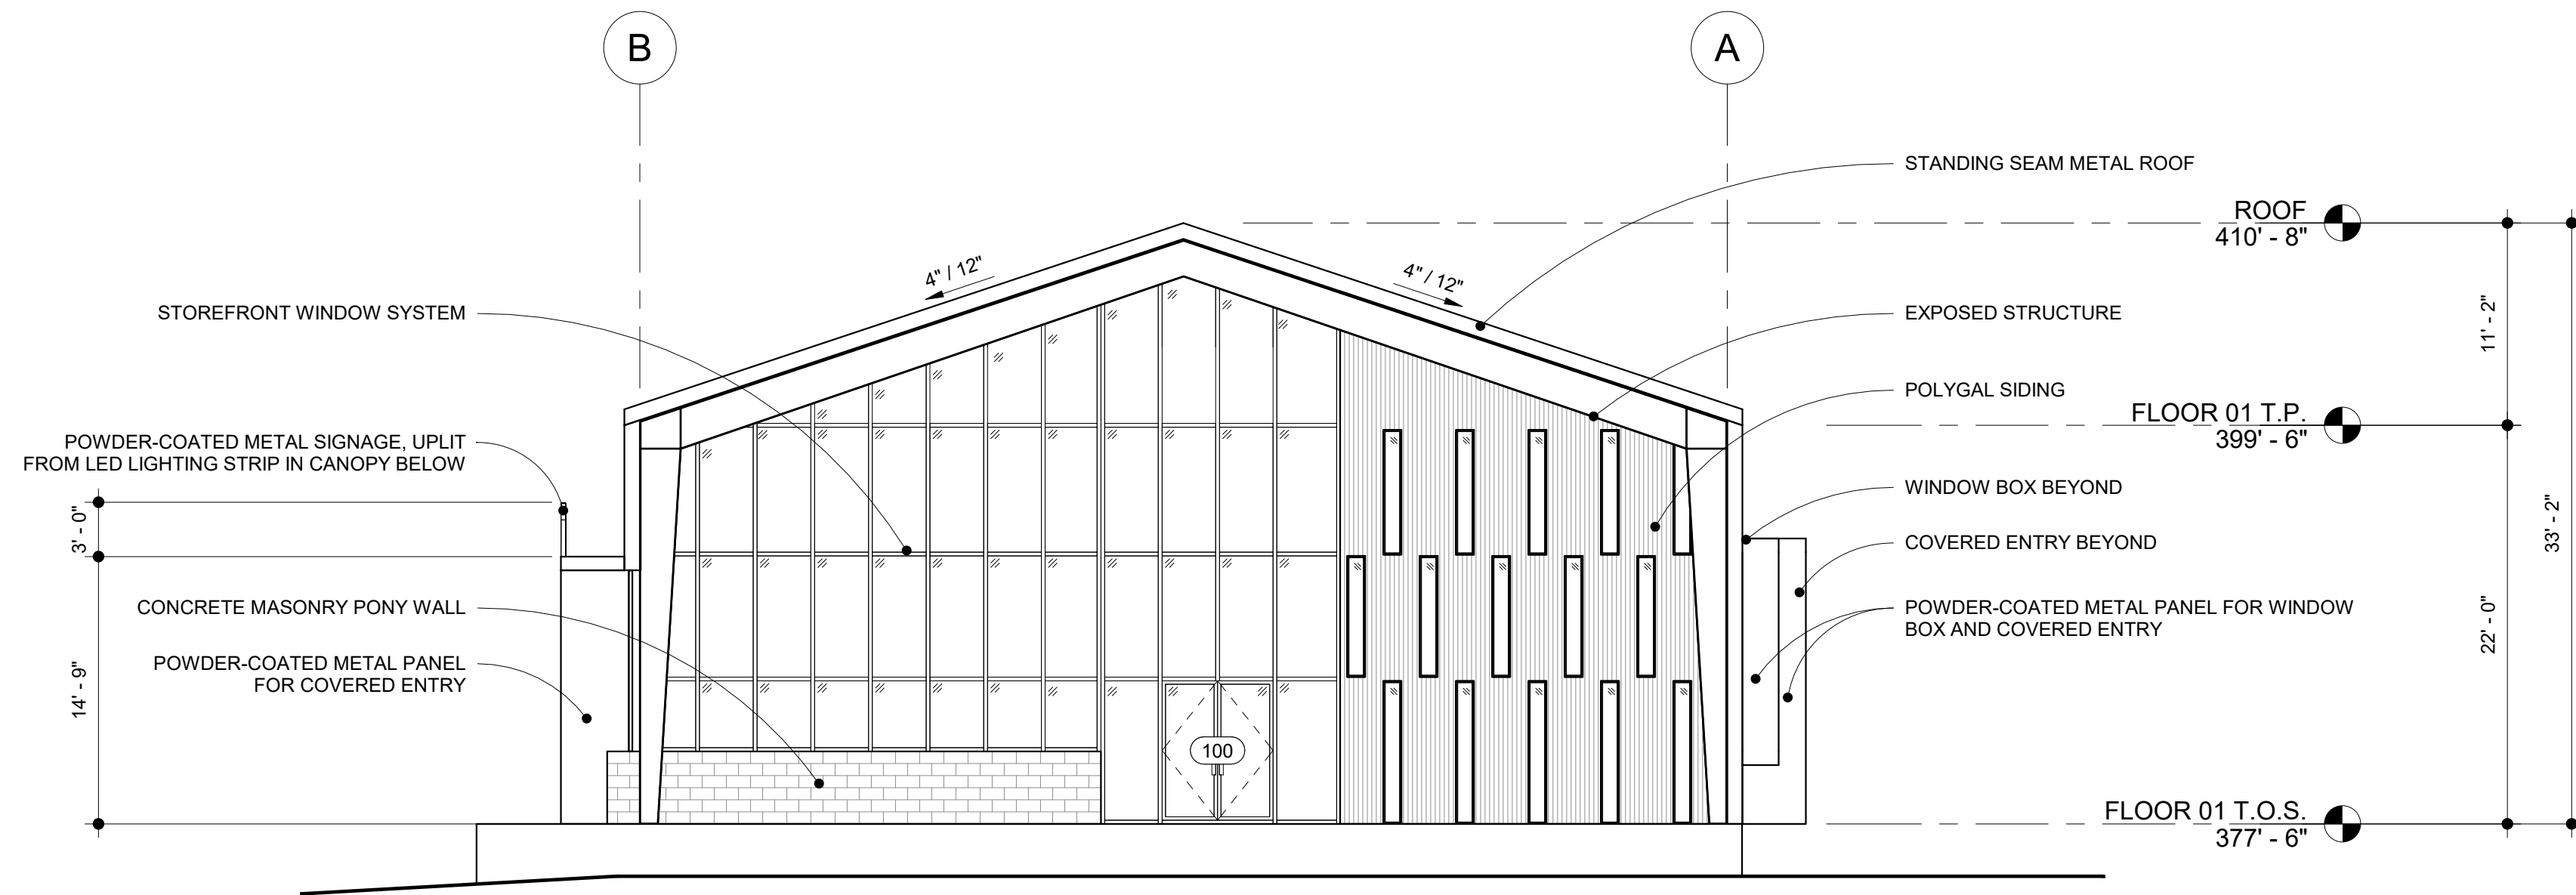 B
A
STANDING SEAM METAL ROOF
ROOF
410' - 8"
4" / 12"
4" / 12"
STOREFRONT WINDOW SYSTEM
EXPOSED STRUCTURE
11' - 2"
POLYGAL SIDING
FLOOR 01 T.P.
399' - 6"
POWDER-COATED METAL SIGNAGE, UPLIT
FROM LED LIGHTING STRIP IN CANOPY BELOW
WINDOW BOX BEYOND
3' - 0"
33' - 2"
COVERED ENTRY BEYOND
CONCRETE MASONRY PONY WALL
POWDER-COATED METAL PANEL FOR WINDOW
BOX AND COVERED ENTRY
22' - 0"
POWDER-COATED METAL PANEL
FOR COVERED ENTRY
14' - 9"
100
FLOOR 01 T.O.S.
377' - 6"